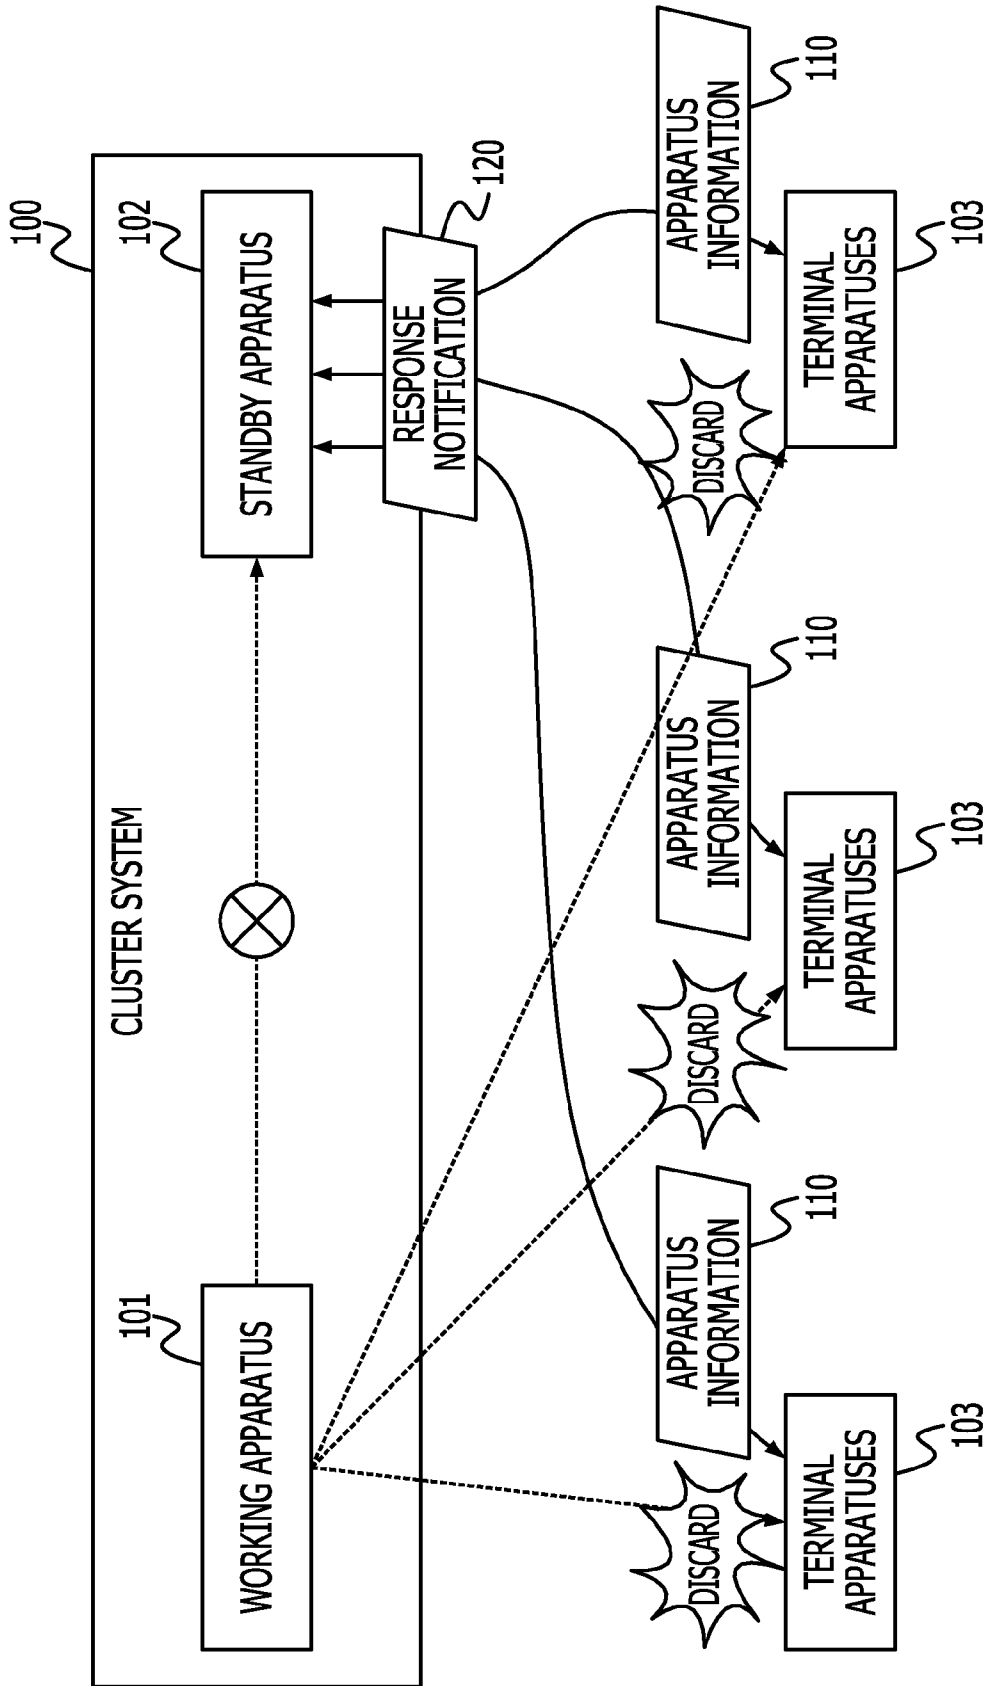 100
CLUSTER SYSTEM
101
WORKING APPARATUS
102
STANDBY APPARATUS
120
RESPONSE
NOTIFICATION
110
APPARATUS
INFORMATION
110
APPARATUS
INFORMATION
110
APPARATUS
INFORMATION
DISCARD
DISCARD
DISCARD
103
TERMINAL
APPARATUSES
103
TERMINAL
APPARATUSES
103
TERMINAL
APPARATUSES